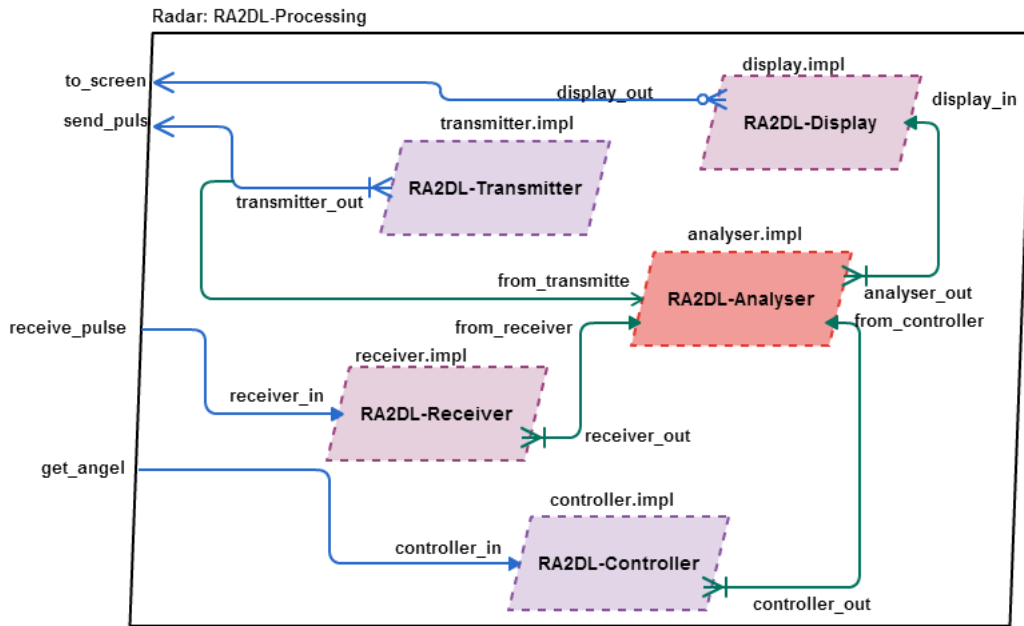 Radar: RA2DL-Processing
to_screen
display.impl
display_out
display_in
send_puls
transmitter.impl
RA2DL-Display
RA2DL-Transmitter
transmitter_out
analyser.impl
from_transmitte
RA2DL-Analyser
analyser_out
receive_pulse
from_receiver
from_controller
receiver.impl
receiver_in
RA2DL-Receiver
receiver_out
get_angel
controller.impl
controller_in
RA2DL-Controller
controller_out